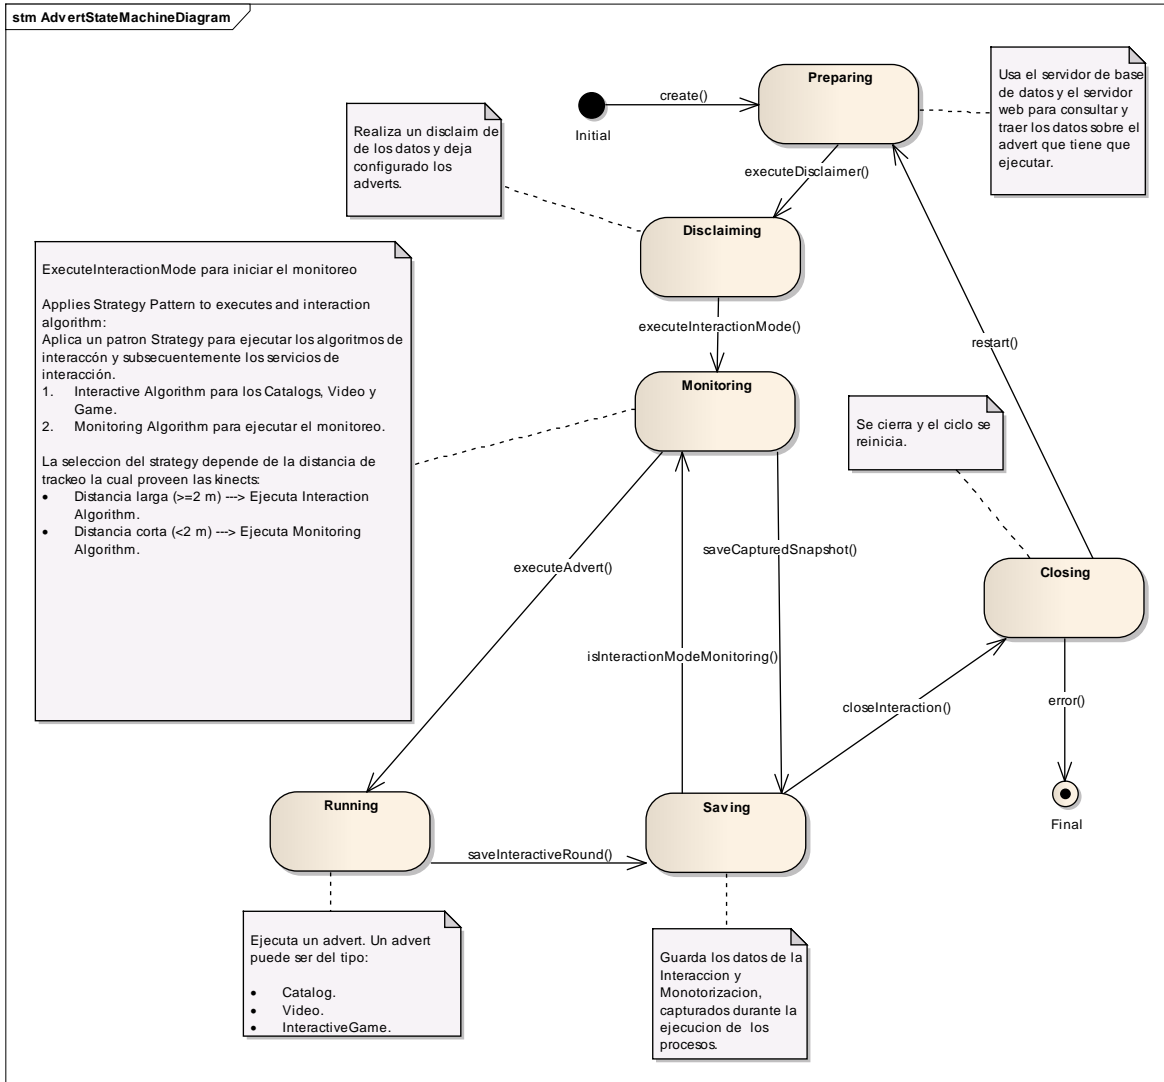 stm AdvertStateMachineDiagram
Preparing
Usa el servidor de base
de datos y el servidor
web para consultar y
traer los datos sobre el
advert que tiene que
ejecutar.
create()
Initial
Realiza un disclaim de
de los datos y deja
configurado los
adverts.
executeDisclaimer()
Disclaiming
ExecuteInteractionMode para iniciar el monitoreo
Applies Strategy Pattern to executes and interaction
algorithm:
Aplica un patron Strategy para ejecutar los algoritmos de
interaccón y subsecuentemente los servicios de
interacción.
1. Interactive Algorithm para los Catalogs, Video y
Game.
2. Monitoring Algorithm para ejecutar el monitoreo.
La seleccion del strategy depende de la distancia de
trackeo la cual proveen las kinects:
• Distancia larga (>=2 m) ---> Ejecuta Interaction
Algorithm.
• Distancia corta (<2 m) ---> Ejecuta Monitoring
Algorithm.
executeInteractionMode()
restart()
Monitoring
Se cierra y el ciclo se
reinicia.
saveCapturedSnapshot()
executeAdvert()
Closing
isInteractionModeMonitoring()
closeInteraction()
error()
Running
Saving
Final
saveInteractiveRound()
Ejecuta un advert. Un advert
puede ser del tipo:
• Catalog.
• Video.
• InteractiveGame.
Guarda los datos de la
Interaccion y
Monotorizacion,
capturados durante la
ejecucion de los
procesos.